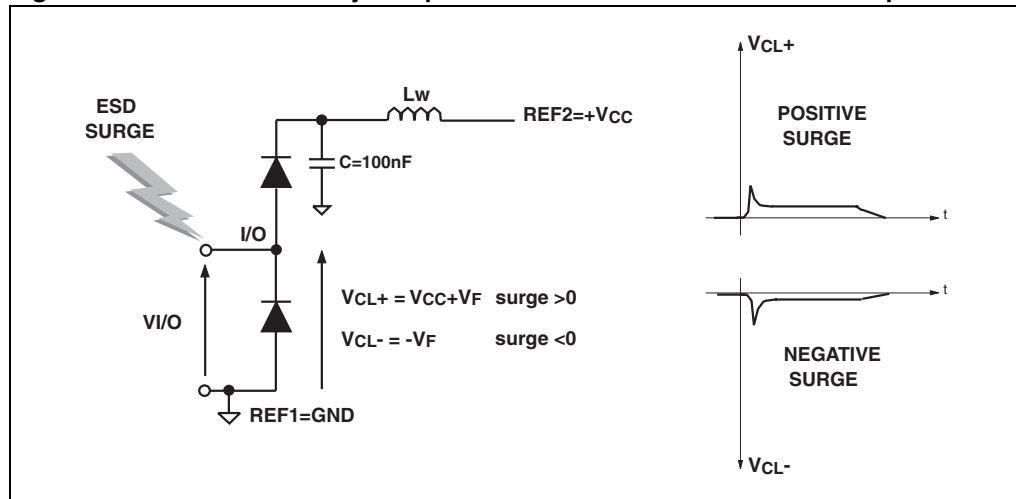 ESD
SURGE
Lw
REF2=+VCC
C=100nF
I/O
VI/O
VCL+ = VCC+VF surge >0
VCL- = -VF surge <0
REF1=GND
VCL+
POSITIVE
SURGE
t
t
NEGATIVE
SURGE
VCL-